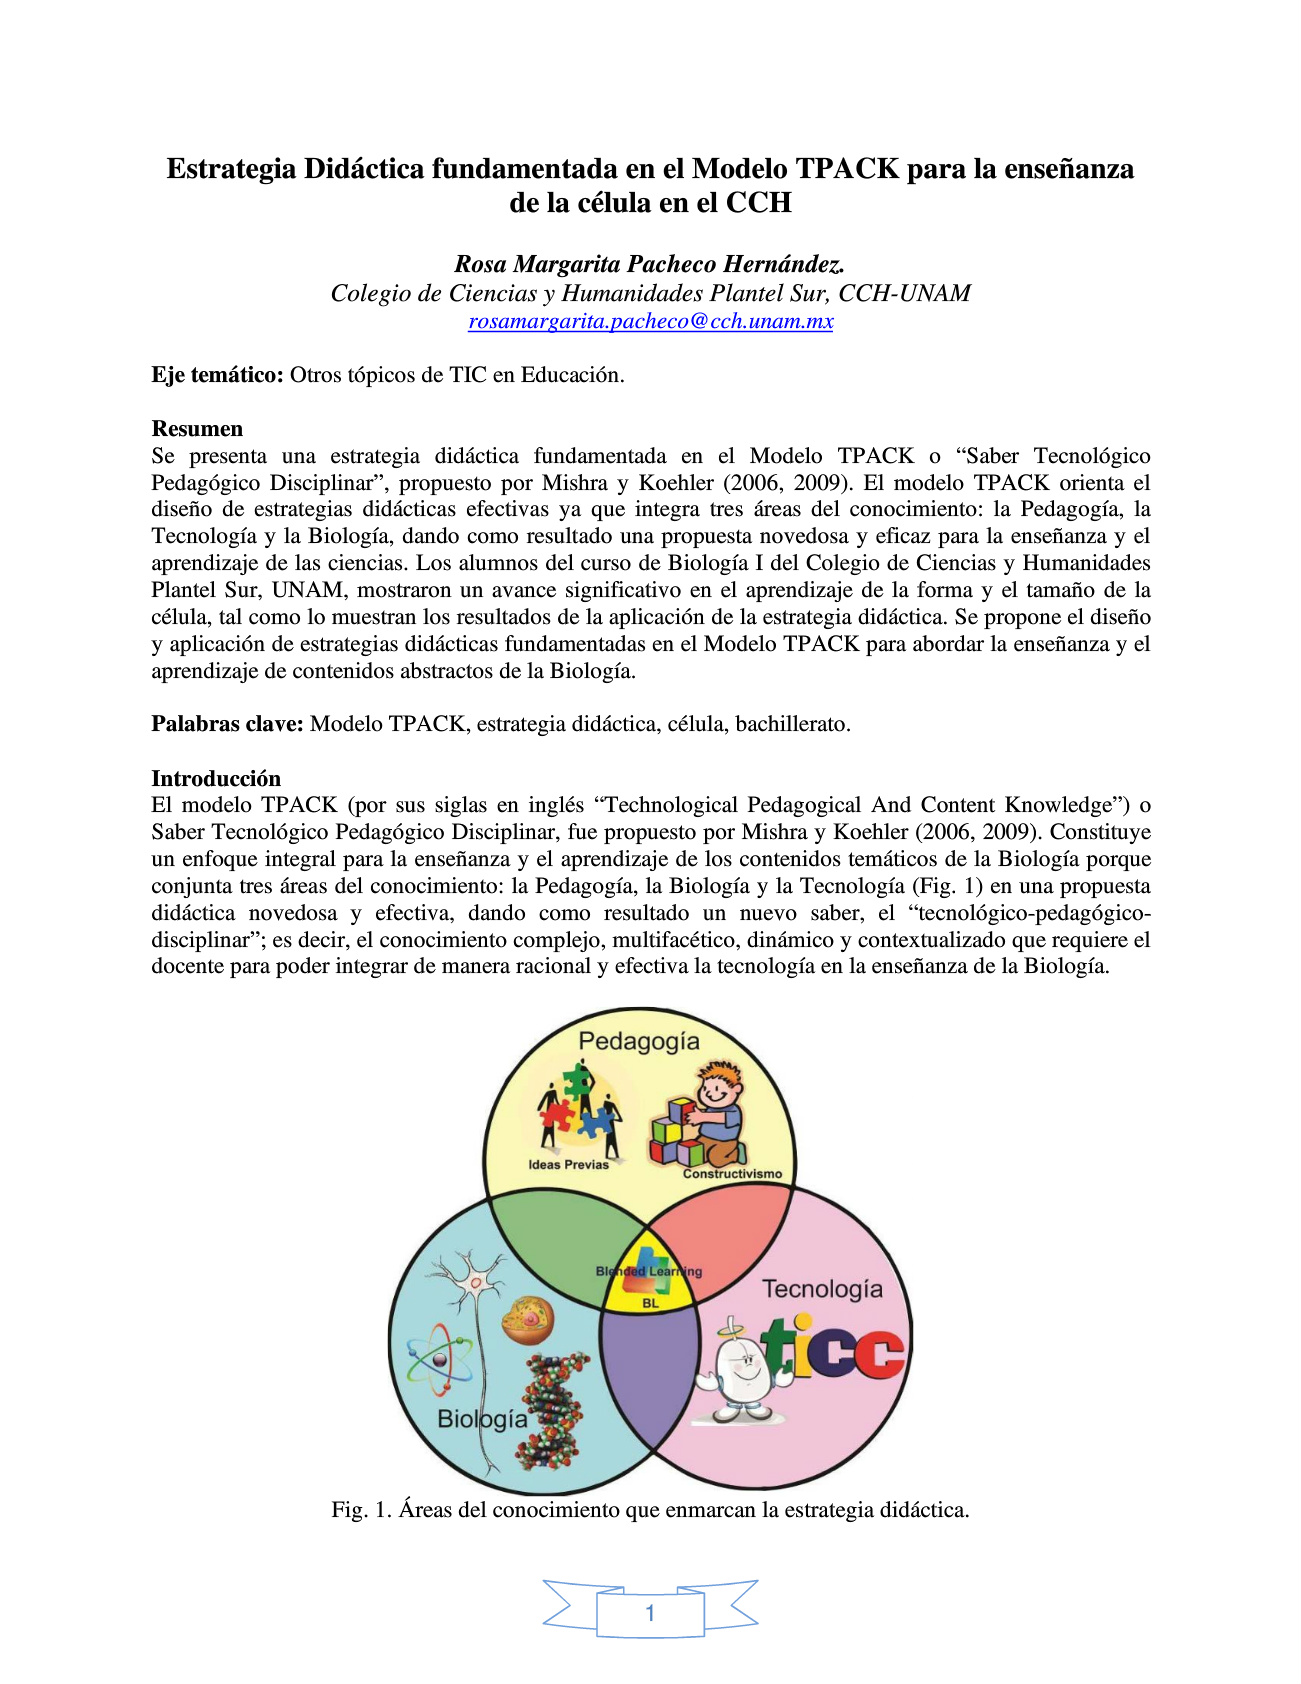 Estrategia Didáctica fundamentada en el Modelo TPACK para la enseñanza
de la célula en el CCH
Rosa Margarita Pacheco Hernández.
Colegio de Ciencias y Humanidades Plantel Sur, CCH-UNAM
rosamargarita.pacheco@cch.unam.mx
Eje temático: Otros tópicos de TIC en Educación.
Resumen
Se presenta una estrategia didáctica fundamentada en el Modelo TPACK o “Saber Tecnológico
Pedagógico Disciplinar”, propuesto por Mishra y Koehler (2006, 2009). El modelo TPACK orienta el
diseño de estrategias didácticas efectivas ya que integra tres áreas del conocimiento: la Pedagogía, la
Tecnología y la Biología, dando como resultado una propuesta novedosa y eficaz para la enseñanza y el
aprendizaje de las ciencias. Los alumnos del curso de Biología I del Colegio de Ciencias y Humanidades
Plantel Sur, UNAM, mostraron un avance significativo en el aprendizaje de la forma y el tamaño de la
célula, tal como lo muestran los resultados de la aplicación de la estrategia didáctica. Se propone el diseño
y aplicación de estrategias didácticas fundamentadas en el Modelo TPACK para abordar la enseñanza y el
aprendizaje de contenidos abstractos de la Biología.
Palabras clave: Modelo TPACK, estrategia didáctica, célula, bachillerato.
Introducción
El modelo TPACK (por sus siglas en inglés “Technological Pedagogical And Content Knowledge”) o
Saber Tecnológico Pedagógico Disciplinar, fue propuesto por Mishra y Koehler (2006, 2009). Constituye
un enfoque integral para la enseñanza y el aprendizaje de los contenidos temáticos de la Biología porque
conjunta tres áreas del conocimiento: la Pedagogía, la Biología y la Tecnología (Fig. 1) en una propuesta
didáctica novedosa y efectiva, dando como resultado un nuevo saber, el “tecnológico-pedagógico-
disciplinar”; es decir, el conocimiento complejo, multifacético, dinámico y contextualizado que requiere el
docente para poder integrar de manera racional y efectiva la tecnología en la enseñanza de la Biología.
Pedagogía
Ideas Previas
Constructivismo
Blended Learning
BL
Tecnología
ticc
Biología
Fig. 1. Áreas del conocimiento que enmarcan la estrategia didáctica.
1